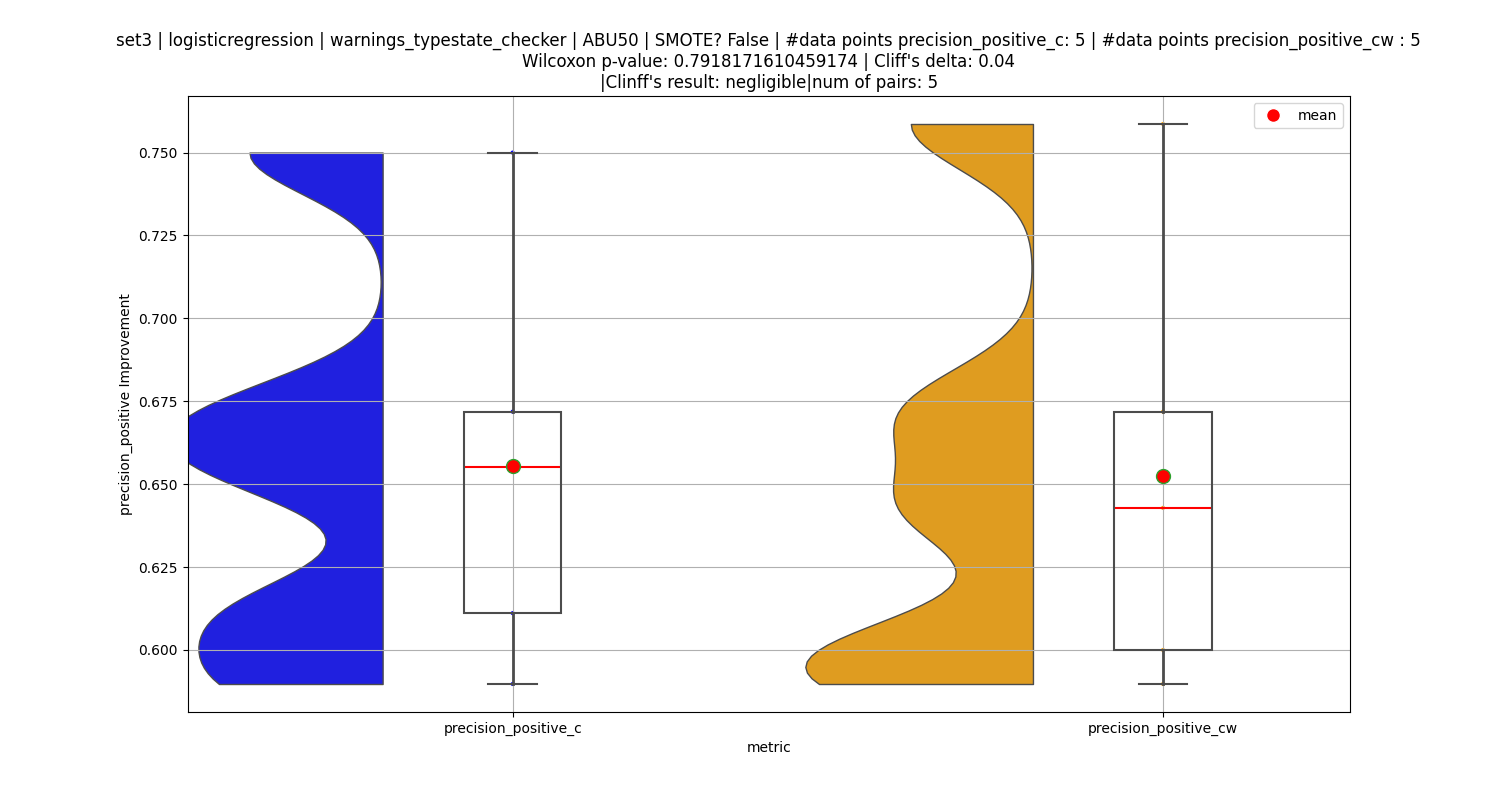 set3 | logisticregression | warnings_typestate_checker | ABU50 | SMOTE? False | #data points precision_positive_c: 5 | #data points precision_positive_cw : 5
Wilcoxon p-value: 0.7918171610459174 | Cliff's delta: 0.04
|Clinff's result: negligible|num of pairs: 5
mean
0.750
0.725
0.700
0.675
0.650
0.625
0.600
precision_positive Improvement
precision_positive_c
precision_positive_cw
metric